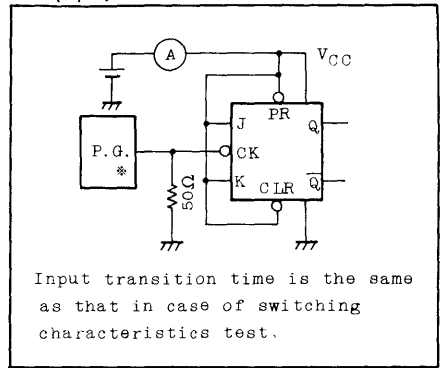 A
VCC
PR
J
Q
P.G.
※
CK
50Ω
K
CLR
Q̅
Input transition time is the same
as that in case of switching
characteristics test.